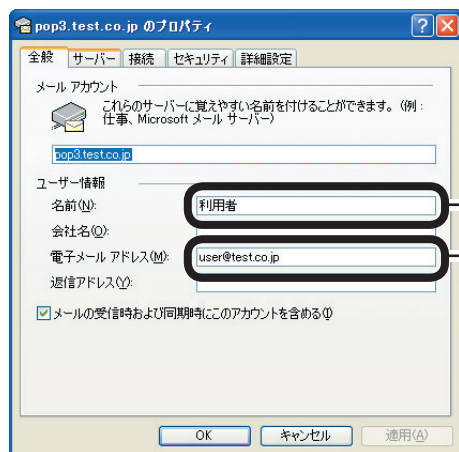 pop3.test.co.jp のプロパティ
全般 サーバー 接続 セキュリティ 詳細設定
メール アカウント
これらのサーバーに覚えやすい名前を付けることができます。(例 :
仕事、Microsoft メール サーバー)
pop3.test.co.jp
ユーザー情報
名前(N): 利用者
会社名(O):
電子メール アドレス(M): user@test.co.jp
返信アドレス(Y):
メールの受信時および同期時にこのアカウントを含める(I)
OK キャンセル 適用(A)